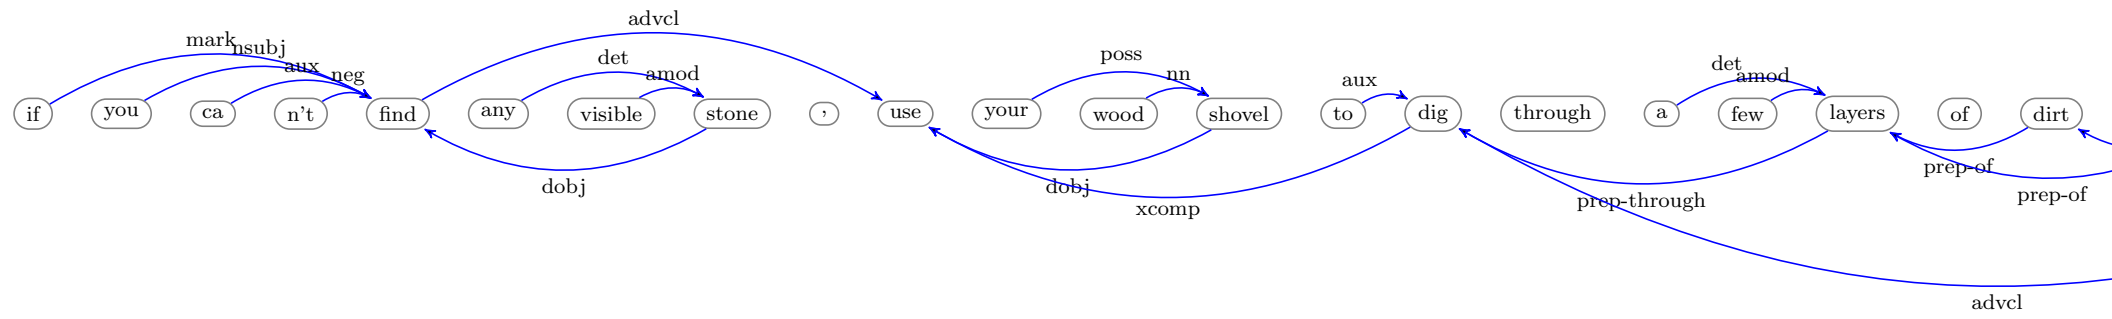 advcl
mark nsubj aux neg det amod poss nn aux det amod
if you ca n't find any visible stone , use your wood shovel to dig through a few layers of dirt
dobj dobj xcomp prep-through prep-of prep-of
advcl